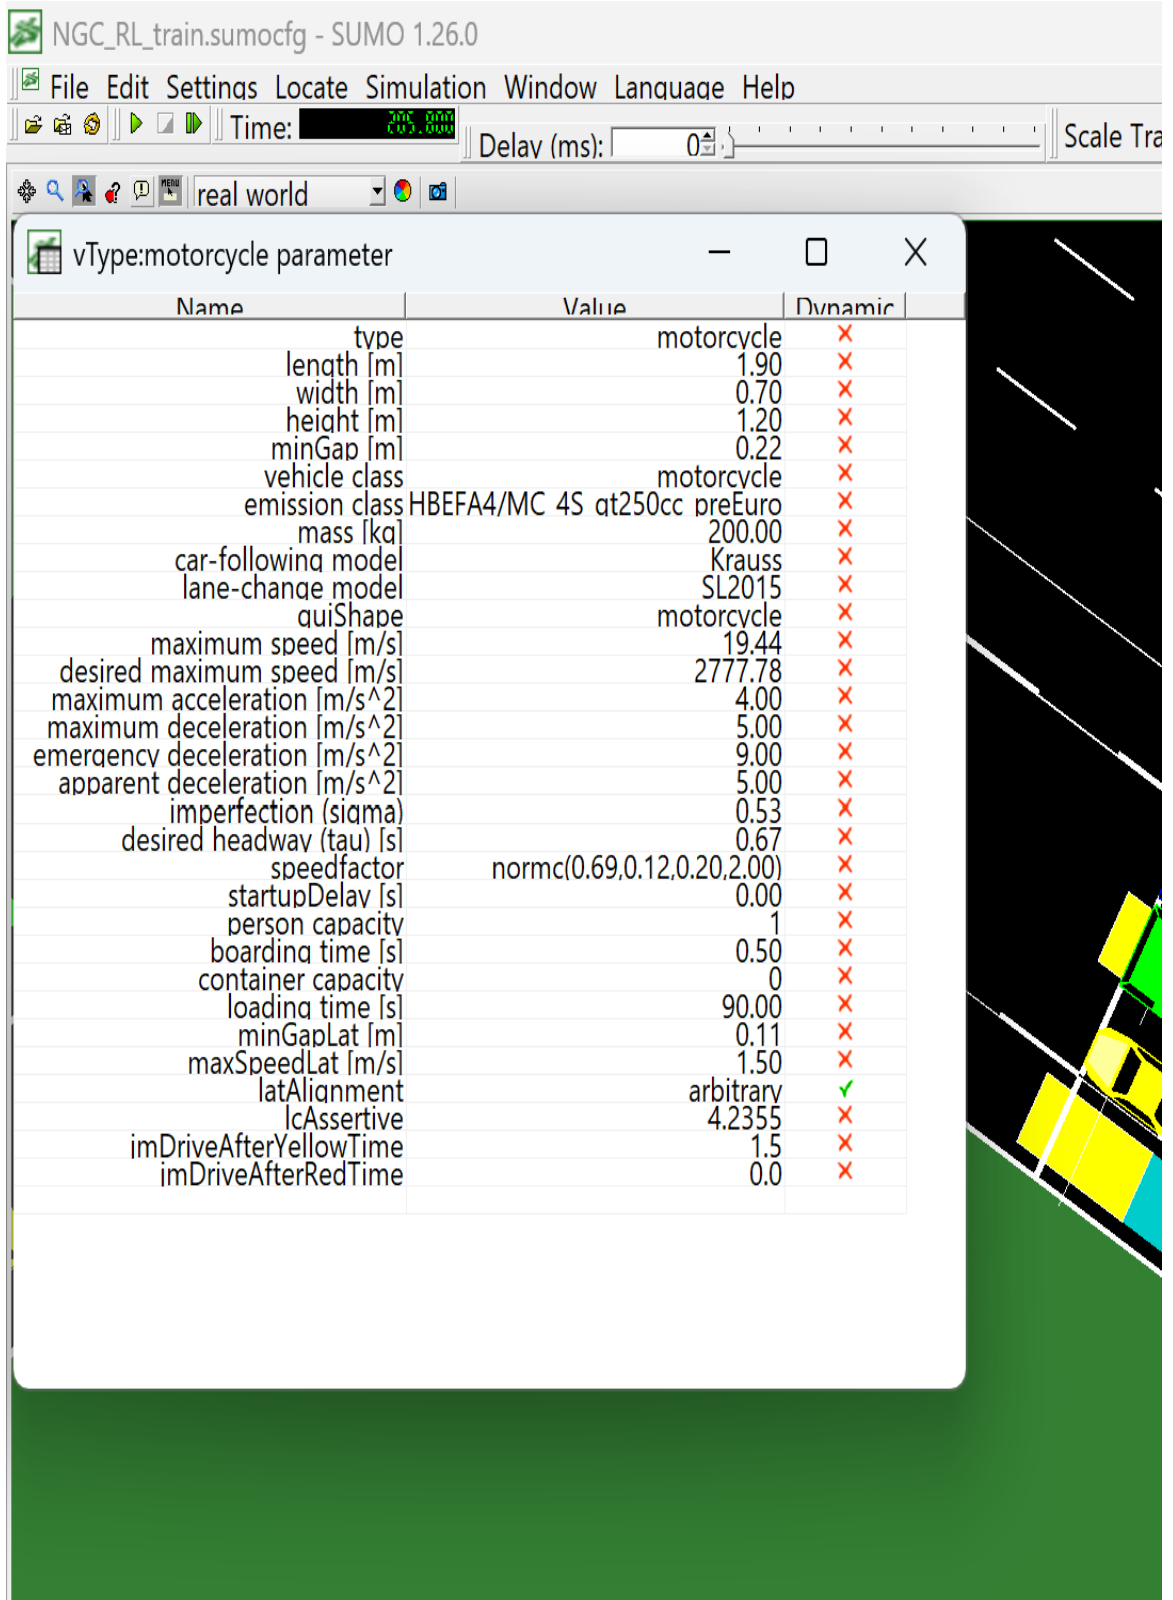 NGC_RL_train.sumocfg - SUMO 1.26.0
File Edit Settings Locate Simulation Window Language Help
Time: 205.800 Delay (ms): 0 Scale Tra
MENU real world
vType:motorcycle parameter
Name Value Dynamic
type motorcycle
length [m] 1.90
width [m] 0.70
height [m] 1.20
minGap [m] 0.22
vehicle class motorcycle
emission class HBEFA4/MC_4S_gt250cc_preEuro
mass [kg] 200.00
car-following model Krauss
lane-change model SL2015
guiShape motorcycle
maximum speed [m/s] 19.44
desired maximum speed [m/s] 2777.78
maximum acceleration [m/s^2] 4.00
maximum deceleration [m/s^2] 5.00
emergency deceleration [m/s^2] 9.00
apparent deceleration [m/s^2] 5.00
imperfection (sigma) 0.53
desired headway (tau) [s] 0.67
speedfactor normc(0.69,0.12,0.20,2.00)
startupDelay [s] 0.00
person capacity 1
boarding time [s] 0.50
container capacity 0
loading time [s] 90.00
minGapLat [m] 0.11
maxSpeedLat [m/s] 1.50
latAlignment arbitrary
lcAssertive 4.2355
jmDriveAfterYellowTime 1.5
jmDriveAfterRedTime 0.0